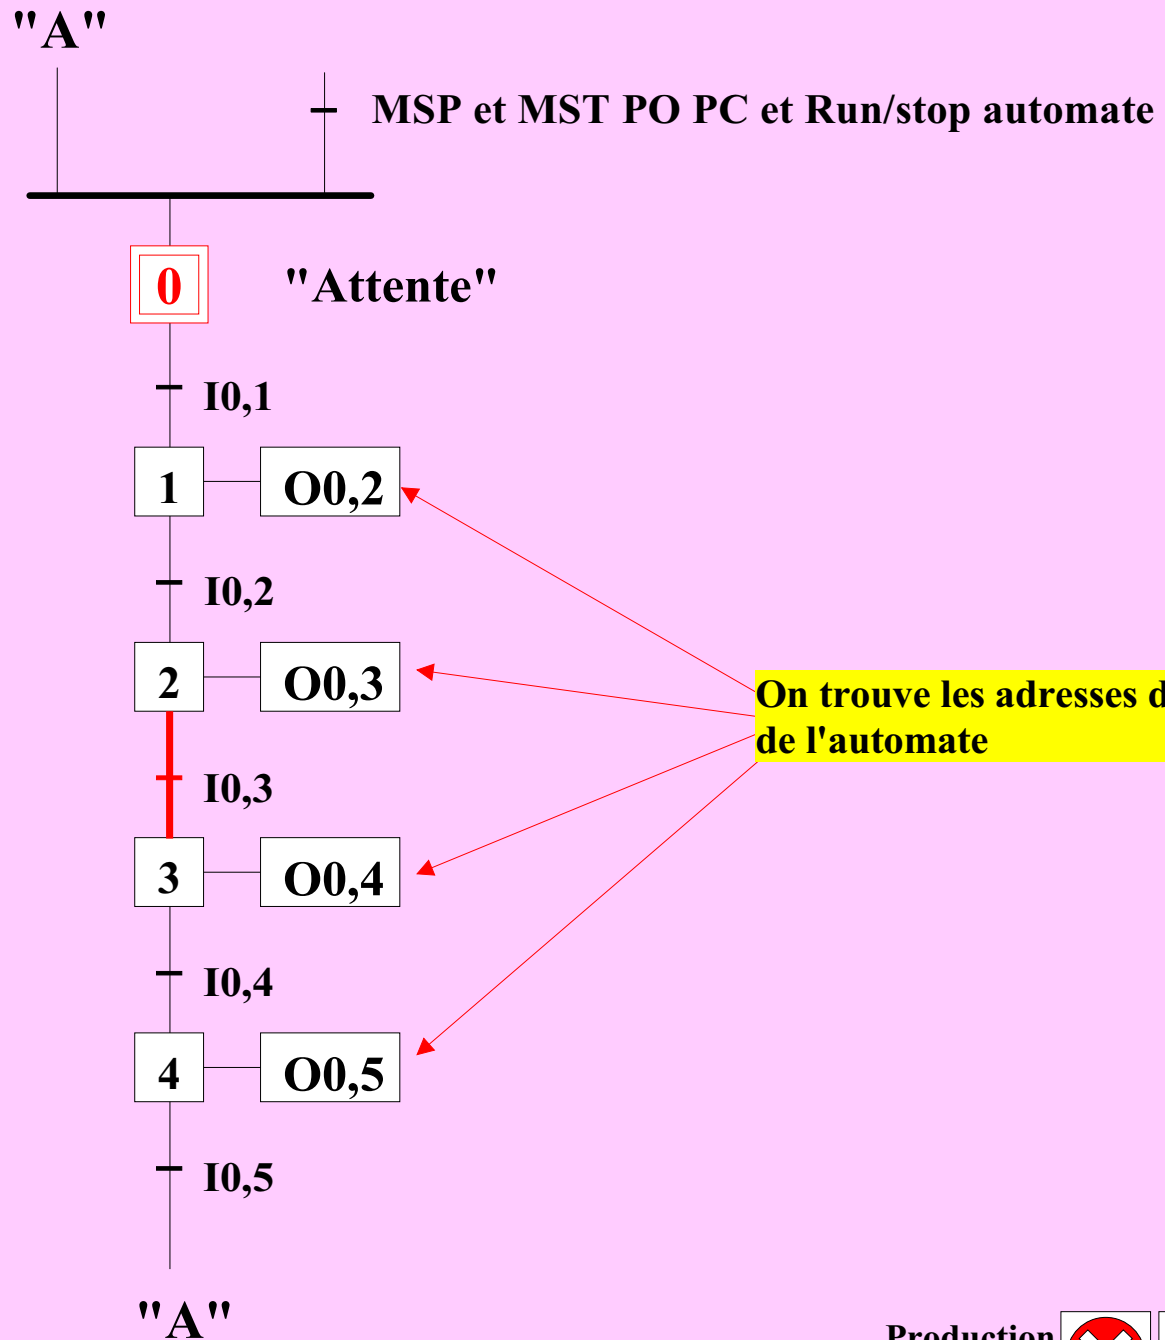 "A"
MSP et MST PO PC et Run/stop automate
0
"Attente"
I0,1
1
O0,2
I0,2
2
O0,3
On trouve les adresses
de l'automate
I0,3
3
O0,4
I0,4
4
O0,5
I0,5
"A"
Production